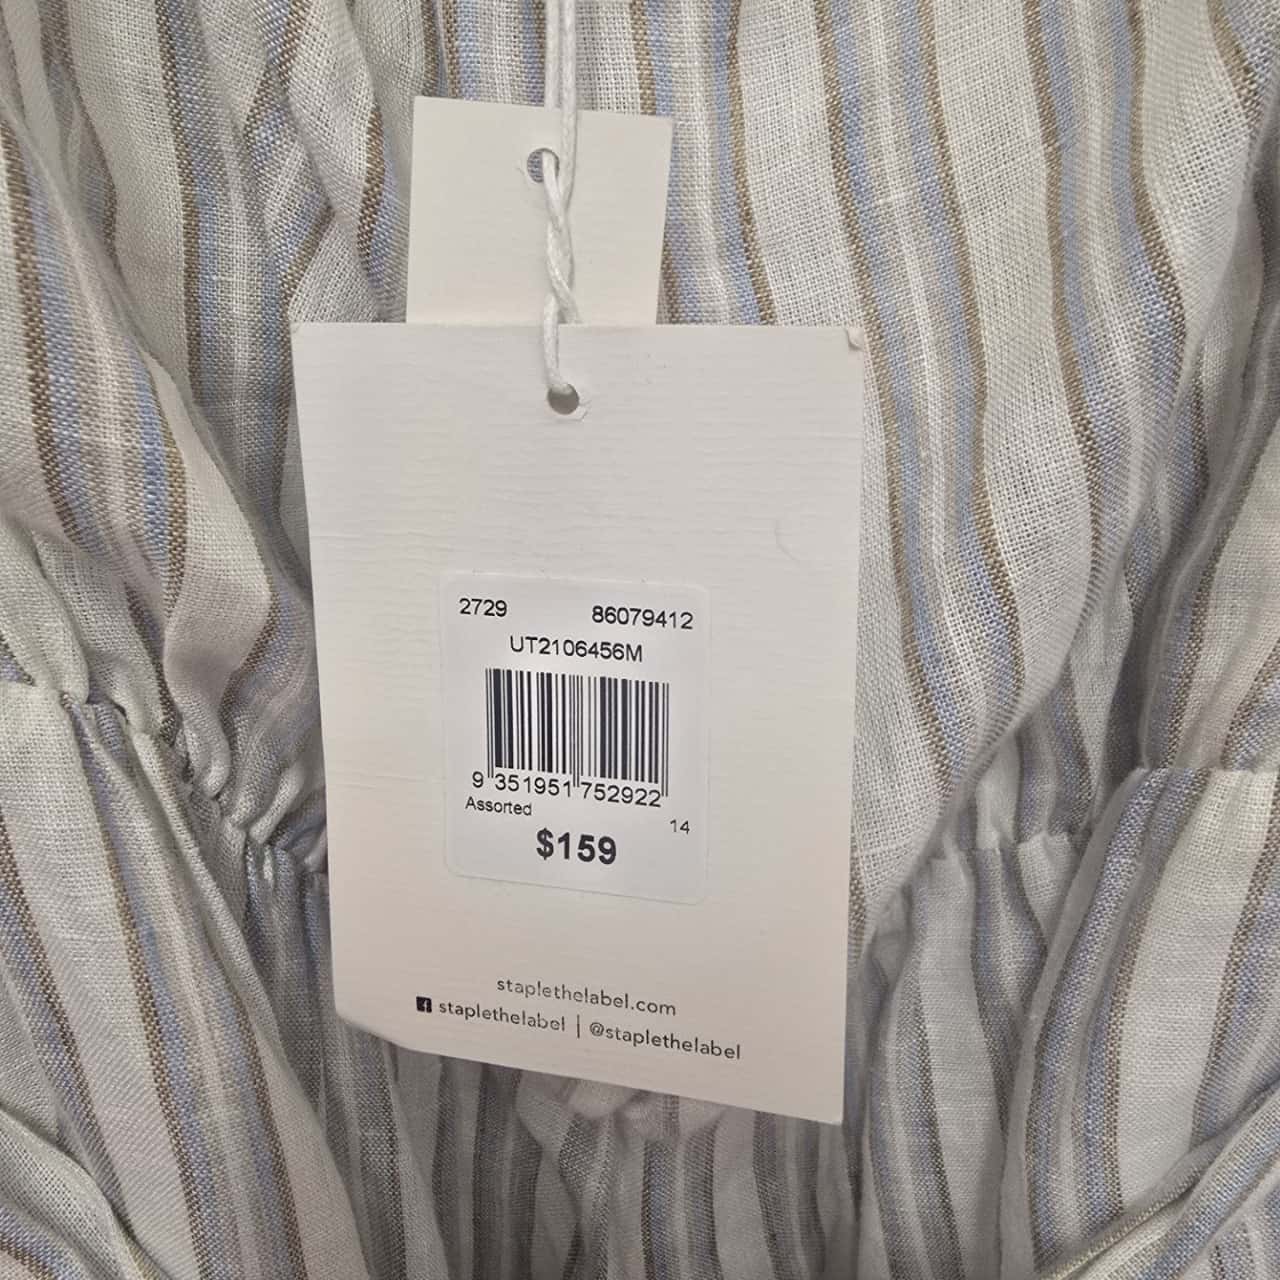 2729 86079412
UT2106456M
9 351951 752922
Assorted
14
$159
staplethelabel.com
staplethelabel | @staplethelabel